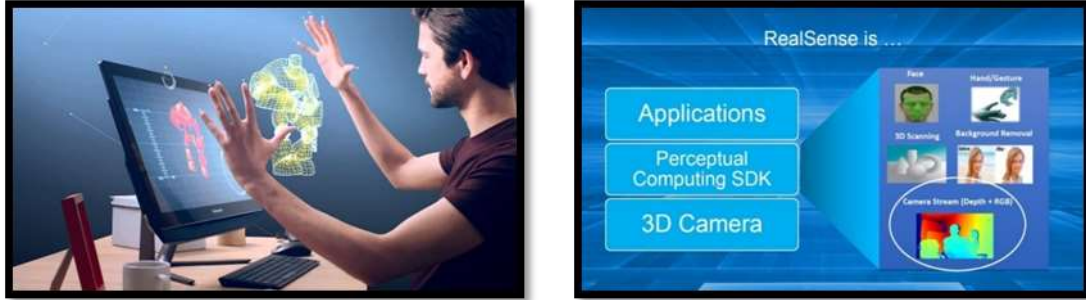 RealSense is ...
Applications
Perceptual
Computing SDK
3D Camera
Face
Hand/Gesture
3D Scanning
Background Removal
Camera Stream (Depth + RGB)